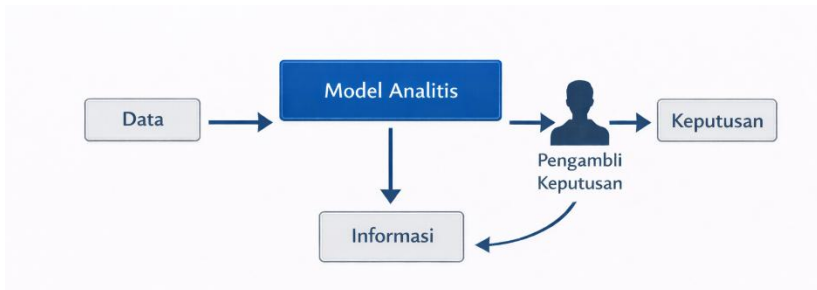 Data
Model Analitis
Pengambli
Keputusan
Keputusan
Informasi